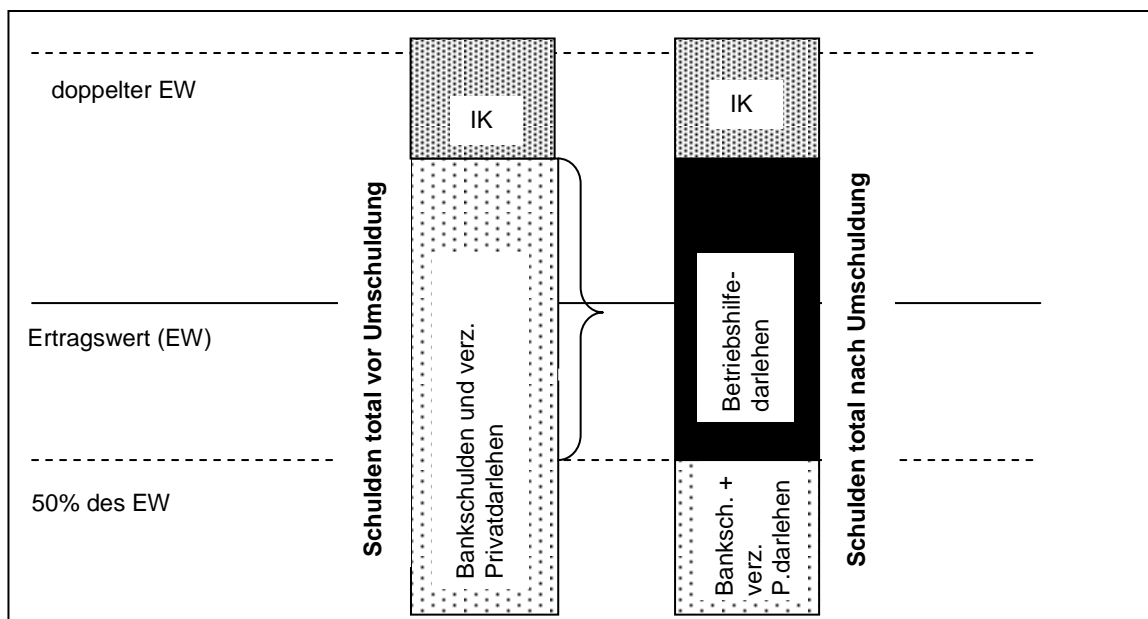 doppelter EW
IK
IK
Schulden total vor Umschuldung
Bankschulden und verz.
Privatdarlehen
Betriebshilfe-
darlehen
Schulden total nach Umschuldung
Ertragswert (EW)
50% des EW
Banksch. +
verz.
P.darlehen